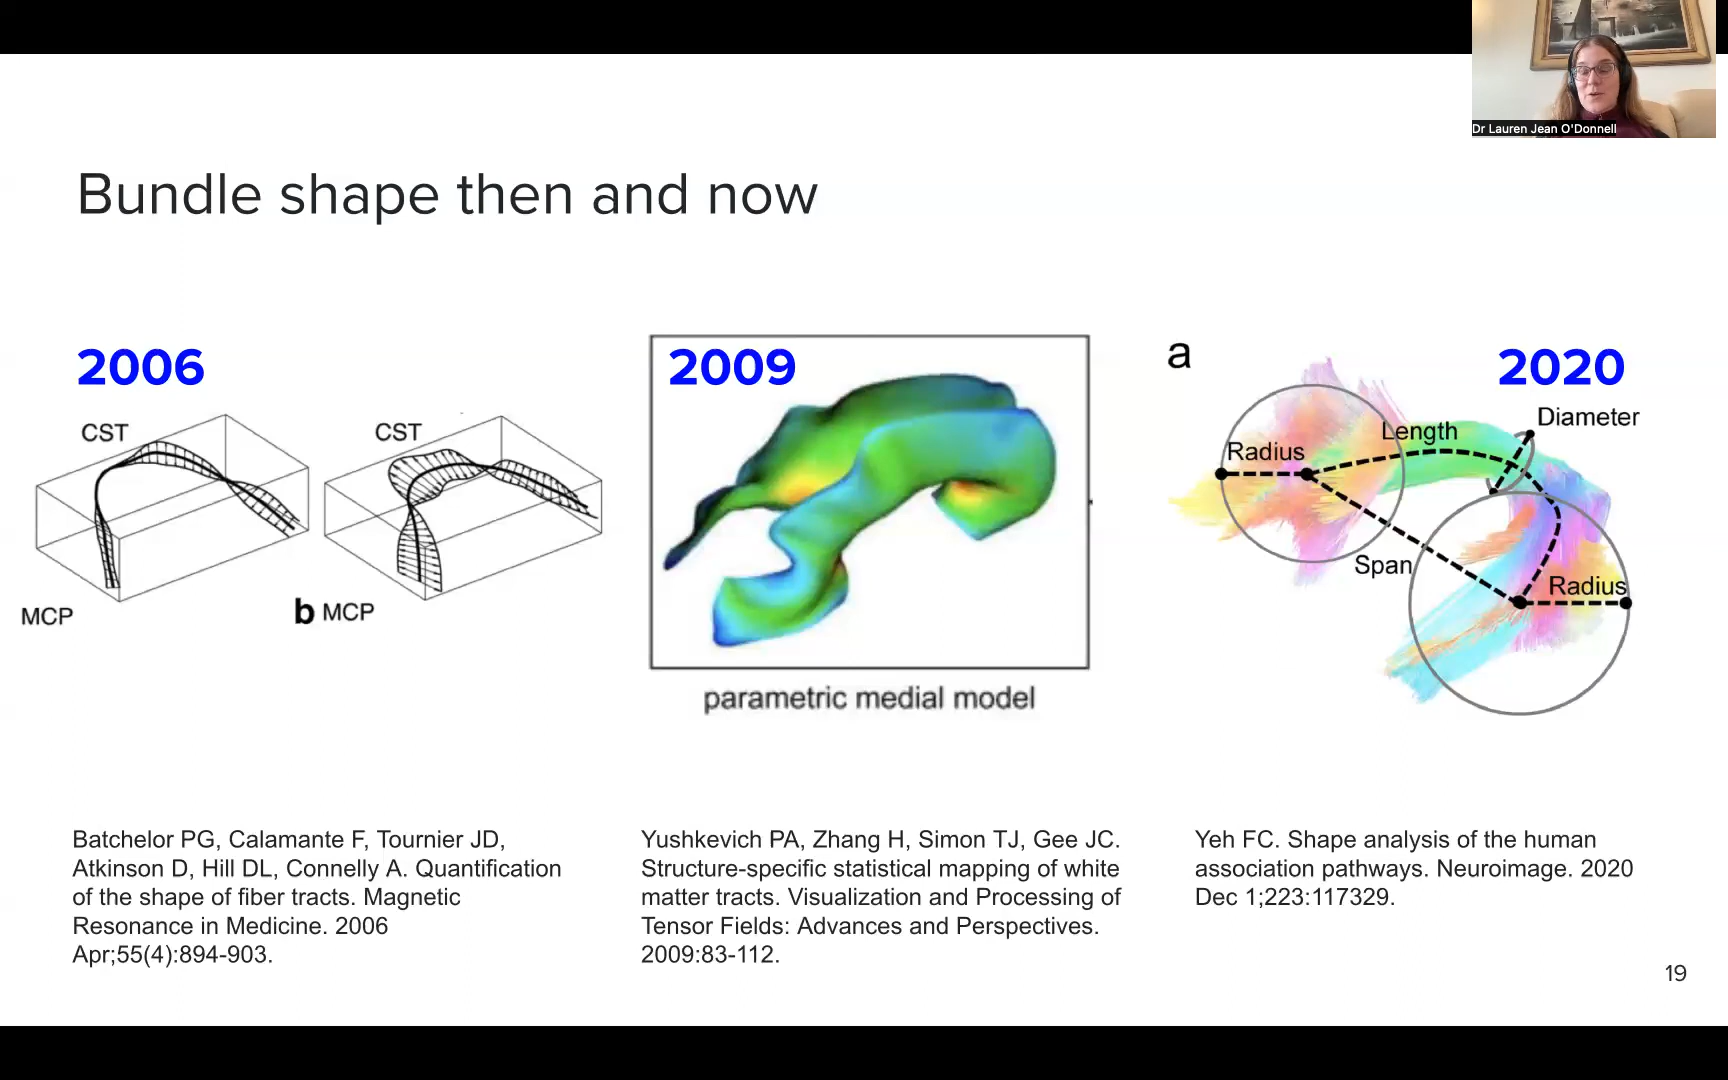 Dr Lauren Jean O'Donnell
Bundle shape then and now
2006
CST
MCP
CST
b MCP
2009
parametric medial model
a
2020
Diameter
Length
Radius
Span
Radius
Batchelor PG, Calamante F, Tournier JD,
Atkinson D, Hill DL, Connelly A. Quantification
of the shape of fiber tracts. Magnetic
Resonance in Medicine. 2006
Apr;55(4):894-903.
Yushkevich PA, Zhang H, Simon TJ, Gee JC.
Structure-specific statistical mapping of white
matter tracts. Visualization and Processing of
Tensor Fields: Advances and Perspectives.
2009:83-112.
Yeh FC. Shape analysis of the human
association pathways. Neuroimage. 2020
Dec 1;223:117329.
19